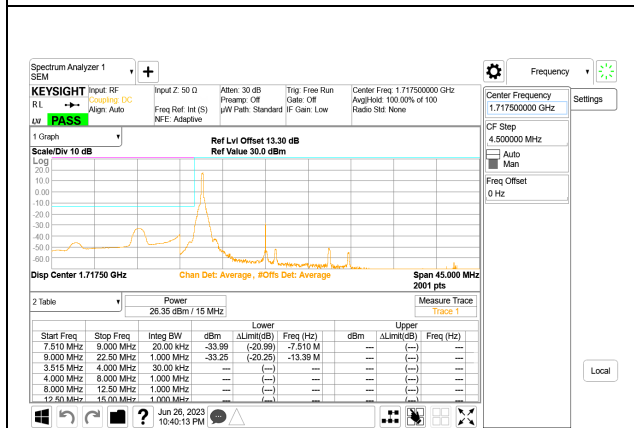 Spectrum Analyzer 1
SEM
Frequency
KEYSIGHT
RL
LXI PASS
Input: RF
Coupling: DC
Align: Auto
Input Z: 50 Ω
Freq Ref: Int (S)
NFE: Adaptive
Atten: 30 dB
Preamp: Off
µW Path: Standard
Trig: Free Run
Gate: Off
IF Gain: Low
Center Freq: 1.717500000 GHz
Avg|Hold: 100.00% of 100
Radio Std: None
Center Frequency
1.717500000 GHz
Settings
CF Step
4.500000 MHz
Auto
Man
Freq Offset
0 Hz
1 Graph
Scale/Div 10 dB
Ref Lvl Offset 13.30 dB
Ref Value 30.0 dBm
Log
20.0
10.0
0.00
-10.0
-20.0
-30.0
-40.0
-50.0
-60.0
Disp Center 1.71750 GHz
Chan Det: Average, #Offs Det: Average
Span 45.000 MHz
2001 pts
2 Table
Power
26.35 dBm / 15 MHz
Measure Trace
Trace 1
Lower Upper
Start Freq Stop Freq Integ BW dBm ΔLimit(dB) Freq (Hz) dBm ΔLimit(dB) Freq (Hz)
7.510 MHz 9.000 MHz 20.00 kHz -33.99 (-20.99) -7.510 M --- (---) ---
9.000 MHz 22.50 MHz 1.000 MHz -33.25 (-20.25) -13.39 M --- (---) ---
3.515 MHz 4.000 MHz 30.00 kHz --- (---) --- --- (---) ---
4.000 MHz 8.000 MHz 1.000 MHz --- (---) --- --- (---) ---
8.000 MHz 12.50 MHz 1.000 MHz --- (---) --- --- (---) ---
12.50 MHz 15.00 MHz 1.000 MHz --- (---) --- --- (---) ---
Local
Jun 26, 2023
10:40:13 PM